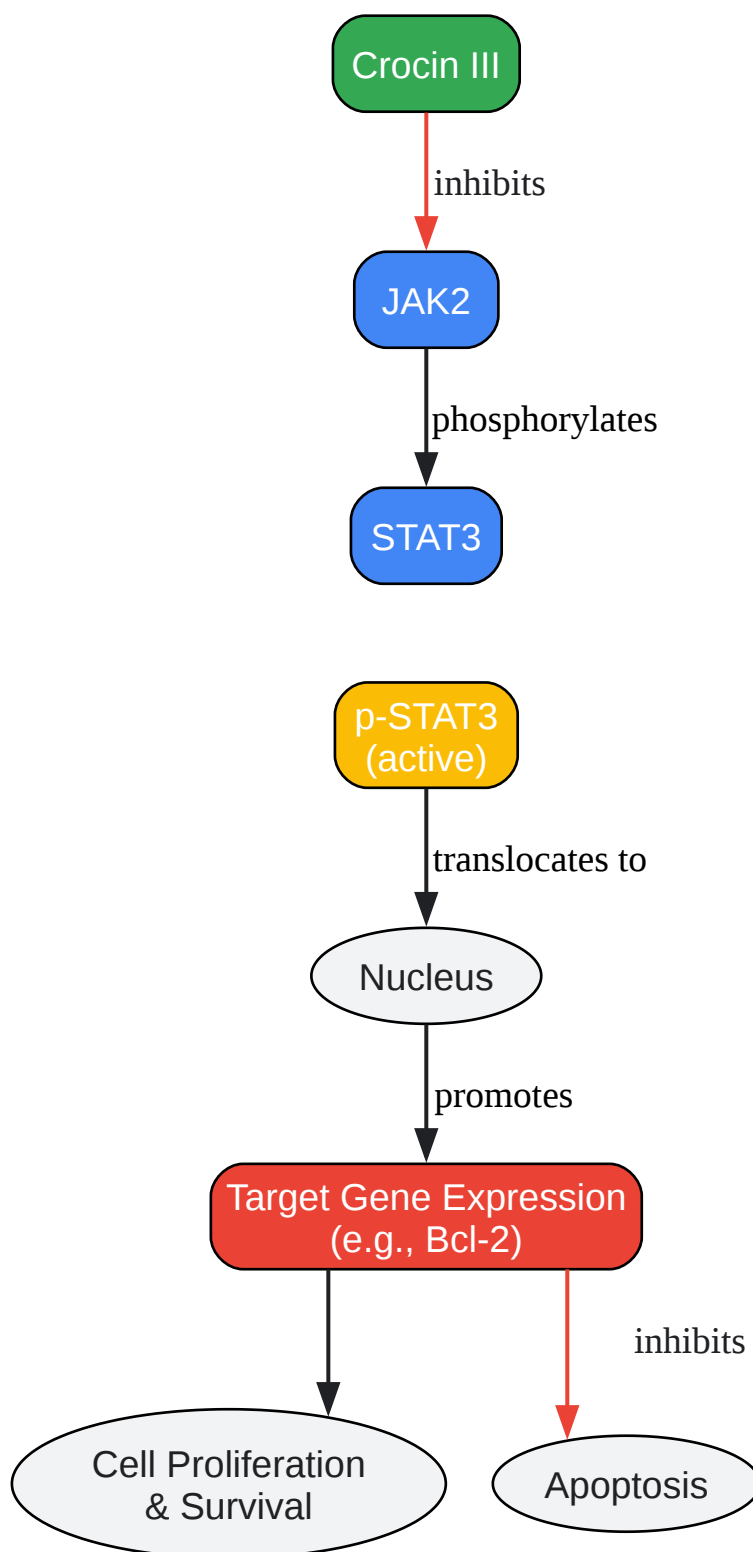 Crocin III
inhibits
JAK2
phosphorylates
STAT3
p-STAT3
(active)
translocates to
Nucleus
promotes
Target Gene Expression
(e.g., Bcl-2)
inhibits
Cell Proliferation
& Survival
Apoptosis